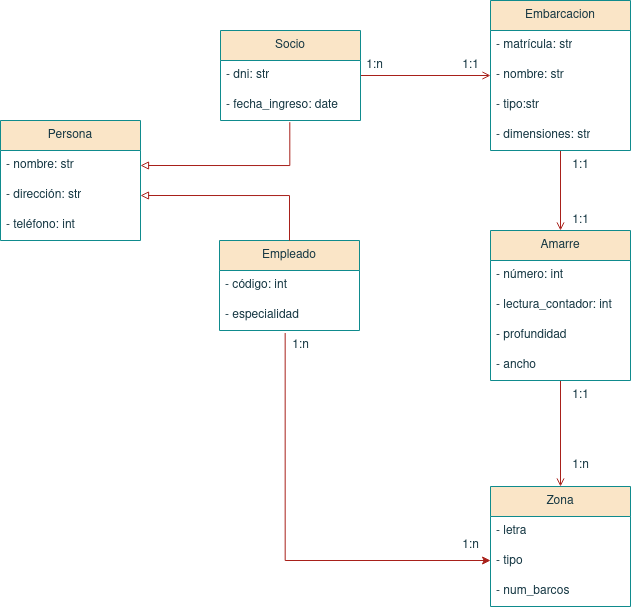 Embarcacion
- matrícula: str
- nombre: str
- tipo:str
- dimensiones: str
Socio
- dni: str
- fecha_ingreso: date
1:n
1:1
Persona
- nombre: str
- dirección: str
- teléfono: int
1:1
1:1
Empleado
- código: int
- especialidad
1:n
Amarre
- número: int
- lectura_contador: int
- profundidad
- ancho
1:1
1:n
1:n
Zona
- letra
- tipo
- num_barcos